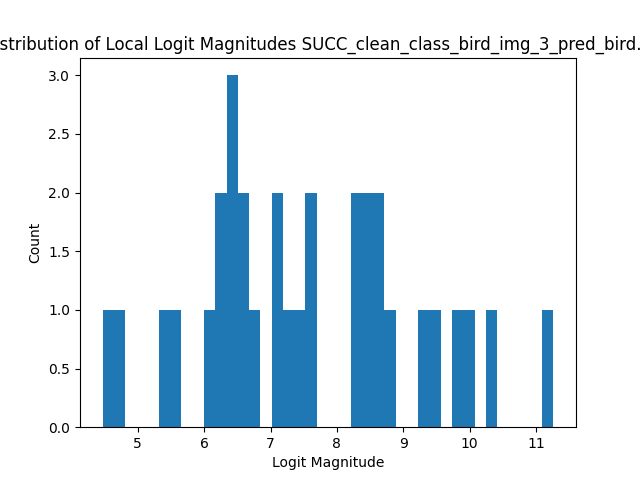 stribution of Local Logit Magnitudes SUCC_clean_class_bird_img_3_pred_bird.
3.0
2.5
2.0
1.5
1.0
0.5
0.0
Count
5 6 7 8 9 10 11
Logit Magnitude